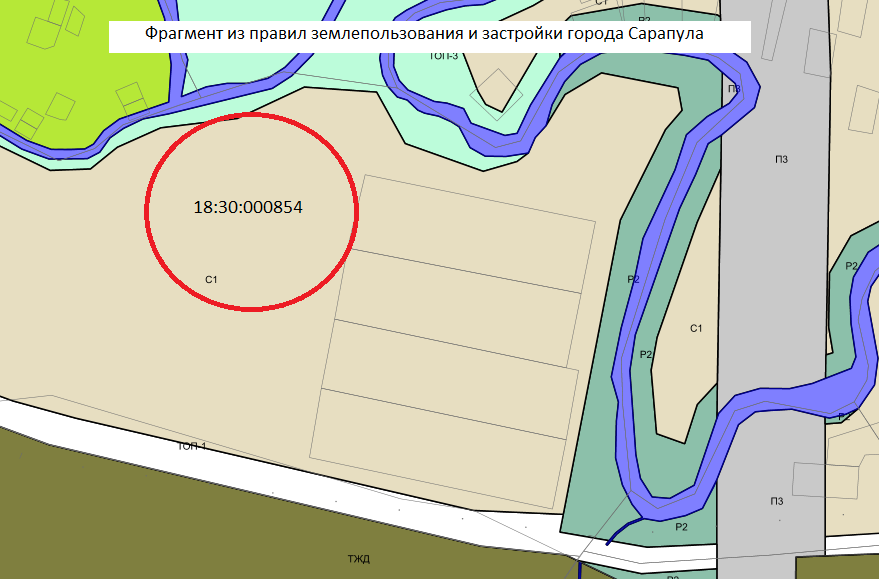 С1
Р2
Фрагмент из правил землепользования и застройки города Сарапула
ТОП-3
П3
П3
18:30:000854
Р2
С1
Р2
С1
Р2
Р2
ТОП-1
П3
Р2
ТЖД
Р2